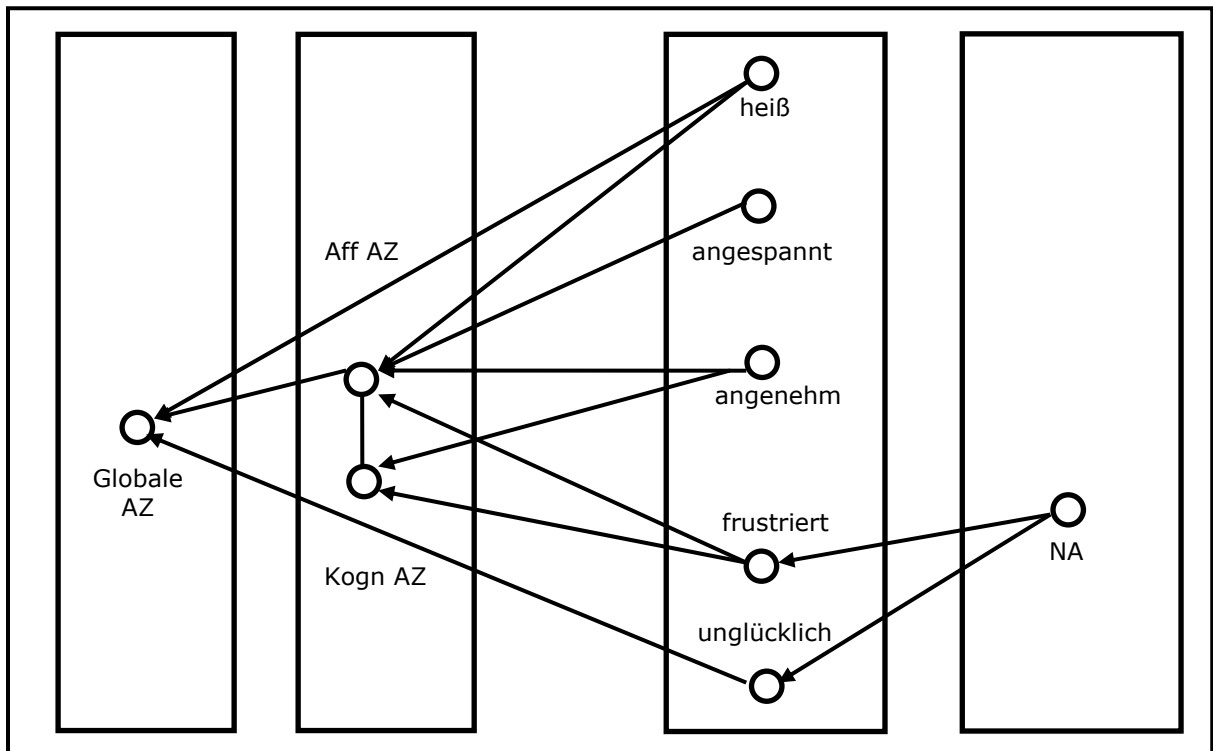 heiß
Aff AZ
angespannt
angenehm
Globale
AZ
frustriert
NA
Kogn AZ
unglücklich